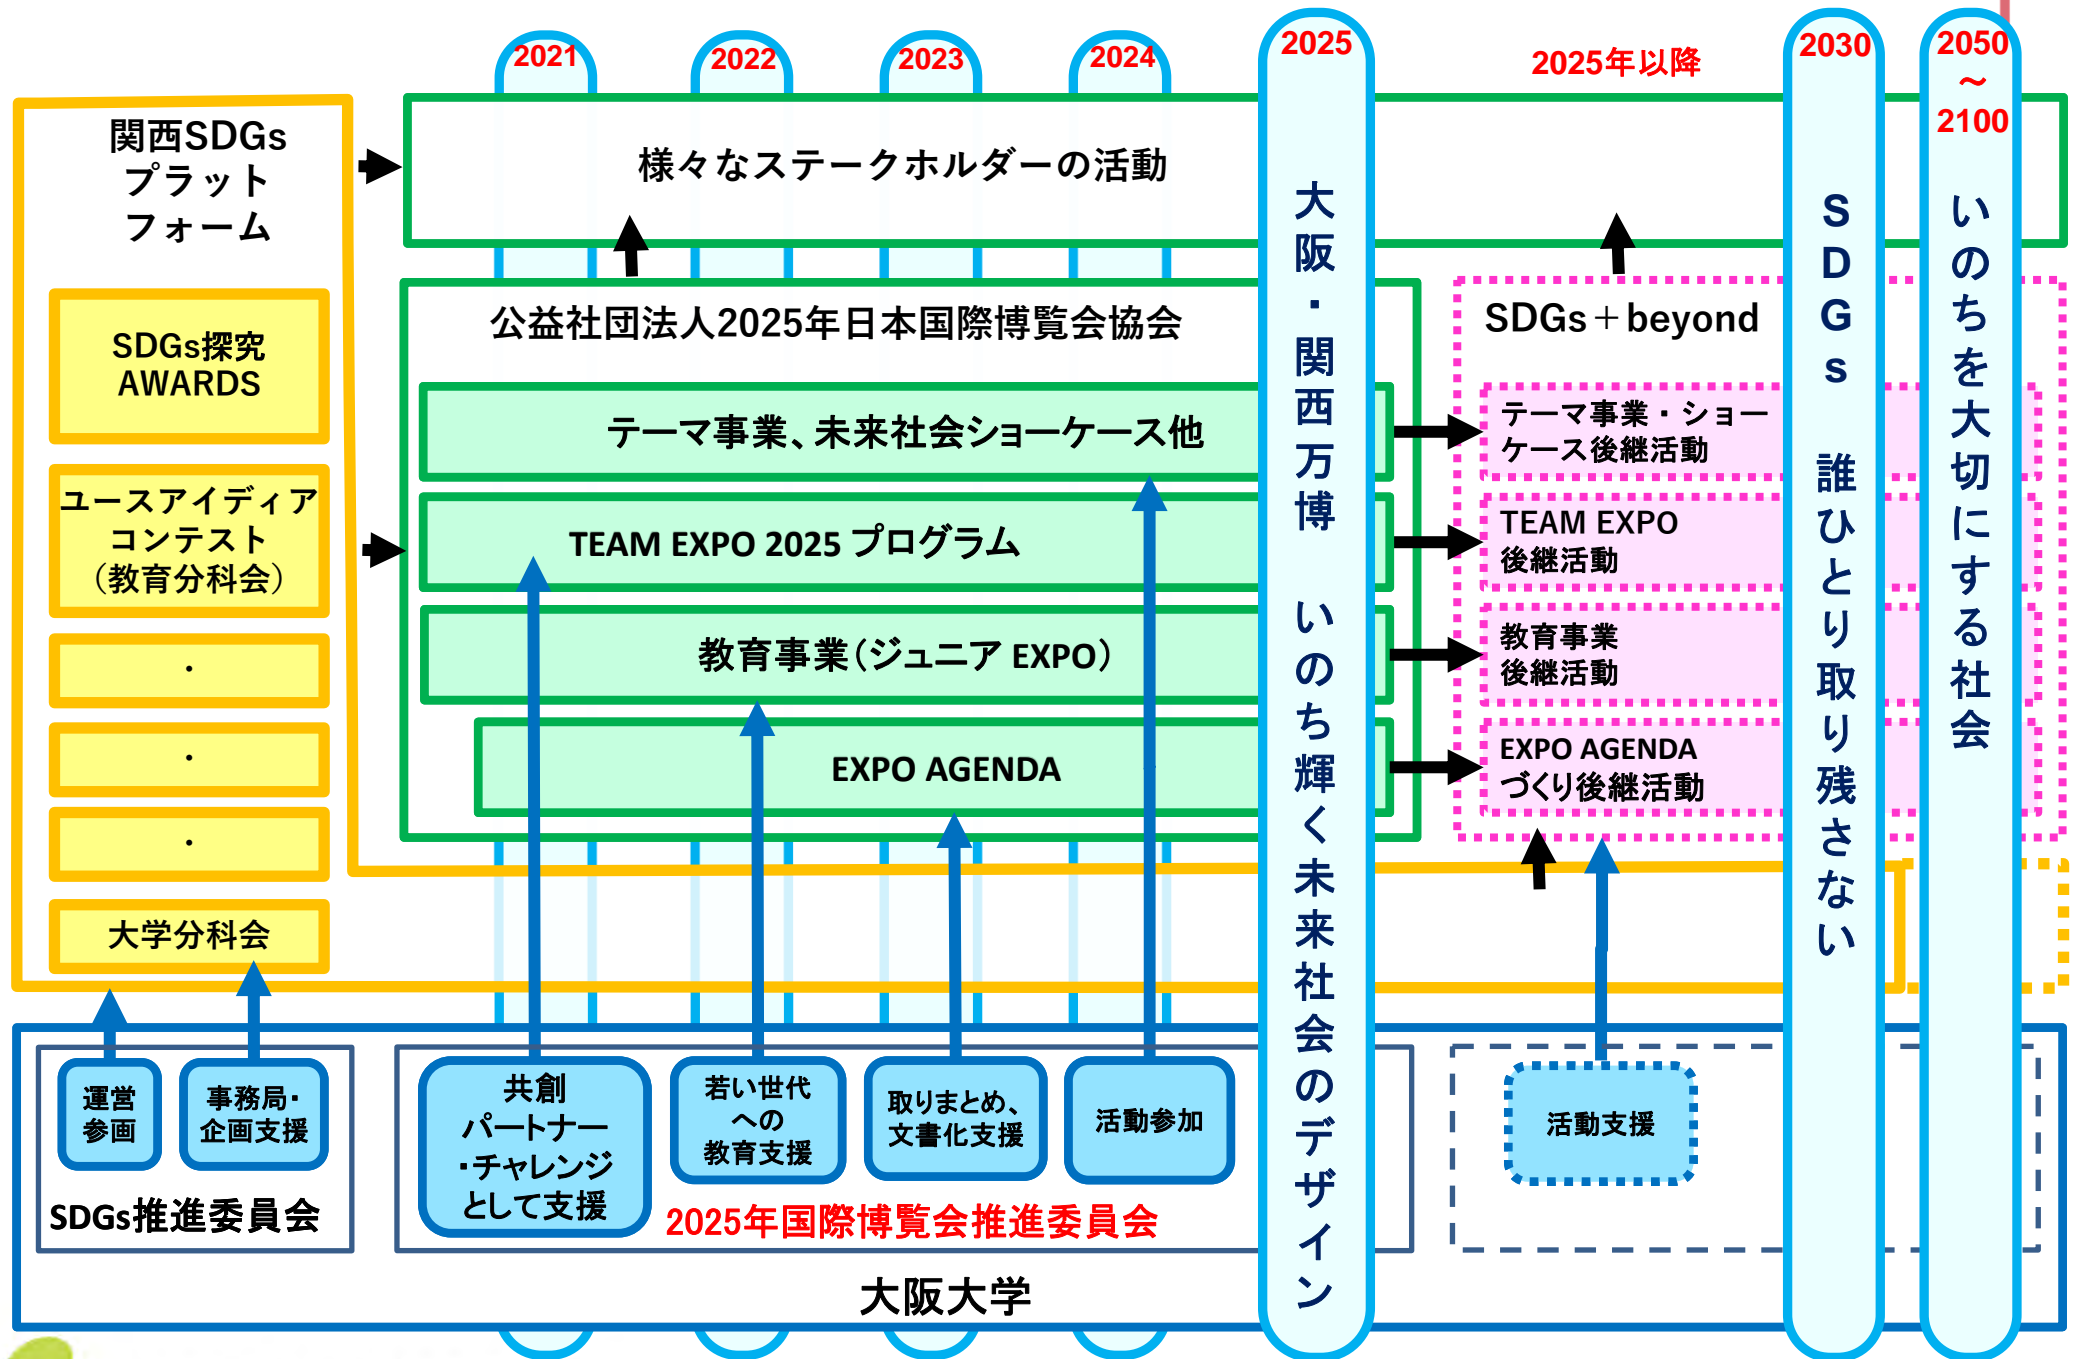 2021
2022
2023
2024
2025
2025年以降
2030
2050
～
2100
関西SDGs
プラット
フォーム
様々なステークホルダーの活動
SDGs探究
AWARDS
ユースアイディア
コンテスト
（教育分科会）
・
・
・
大学分科会
公益社団法人2025年日本国際博覧会協会
テーマ事業、未来社会ショーケース他
TEAM EXPO 2025 プログラム
教育事業（ジュニア EXPO）
EXPO AGENDA
大阪・関西万博　いのち輝く未来社会のデザイン
SDGs＋beyond
テーマ事業・ショー
ケース後継活動
TEAM EXPO
後継活動
教育事業
後継活動
EXPO AGENDA
づくり後継活動
SDGs　誰ひとり取り残さない
いのちを大切にする社会
運営
参画
事務局・
企画支援
SDGs推進委員会
共創
パートナー
・チャレンジ
として支援
若い世代
への
教育支援
取りまとめ、
文書化支援
活動参加
2025年国際博覧会推進委員会
活動支援
大阪大学